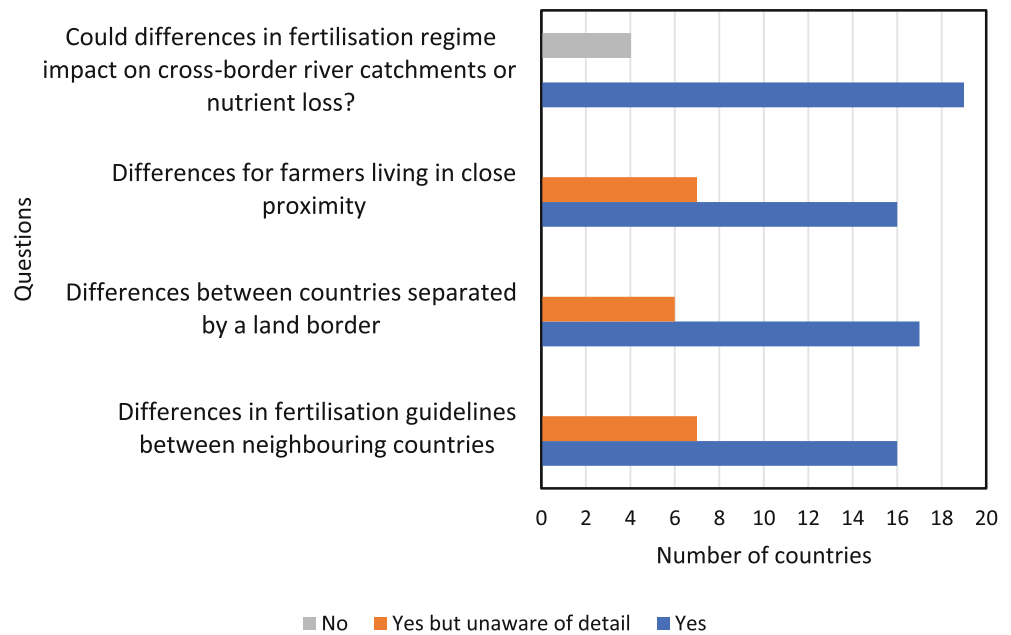 Could differences in fertilisation regime
impact on cross-border river catchments or
nutrient loss?
Differences for farmers living in close
proximity
Questions
Differences between countries separated
by a land border
Differences in fertilisation guidelines
between neighbouring countries
0 2 4 6 8 10 12 14 16 18 20
Number of countries
No Yes but unaware of detail Yes